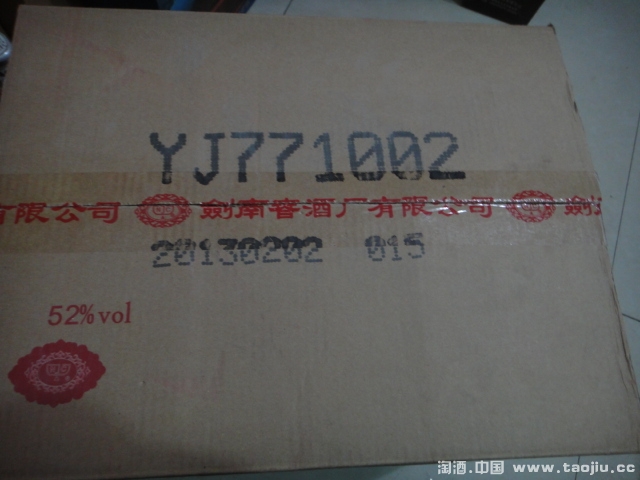 YJ771002
有限公司 劍南春酒厂有限公司 劍
20130202 015
52%vol
淘酒.中国 www.taojiu.cc